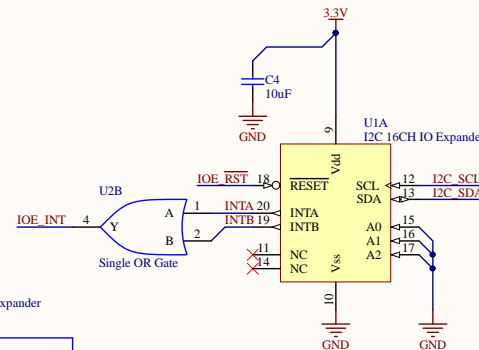 3.3V
C4
10uF
GND
U1A
I2C 16CH IO Expande
9
Vdd
IOE_RST 18 RESET
SCL 12 I2C_SCL
SDA 13 I2C_SDA
U2B
IOE_INT 4 Y
A 1 INTA 20 INTA
B 2 INTB 19 INTB
A0 15
A1 16
A2 17
11 NC
14 NC
Single OR Gate
Vss
10
GND
GND
xpander